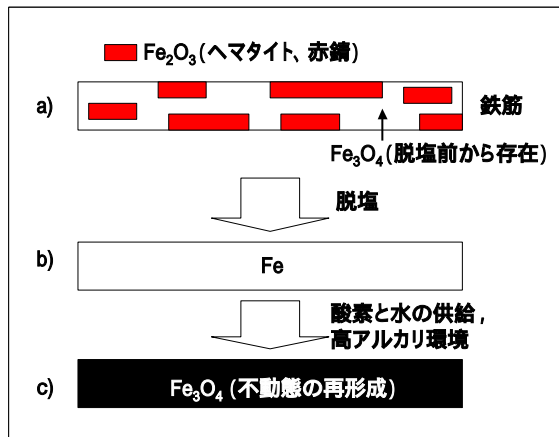 Fe2O3(ヘマタイト、赤錆)
a)
鉄筋
Fe3O4(脱塩前から存在)
脱塩
b)
Fe
酸素と水の供給,
高アルカリ環境
c)
Fe3O4 (不動態の再形成)